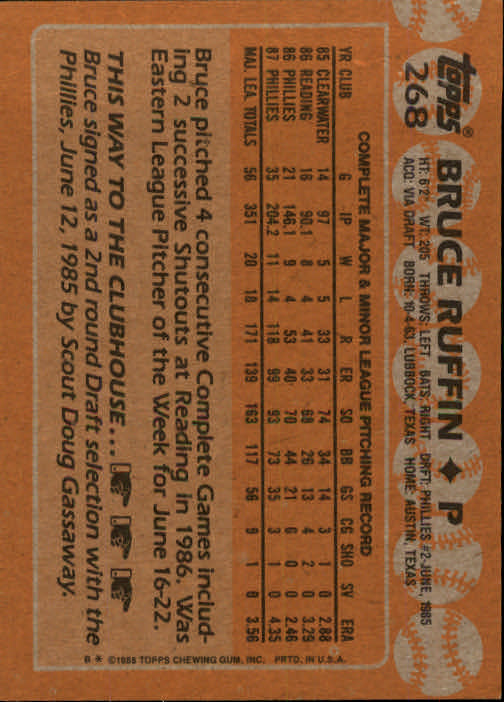 topps®
268
BRUCE RUFFIN ♦ P
HT: 6'2" WT: 205 THROWS: LEFT BATS: RIGHT DRFT: PHILLIES #2-JUNE, 1985
ACQ: VIA DRAFT BORN: 10-4-63, LUBBOCK, TEXAS HOME: AUSTIN, TEXAS
COMPLETE MAJOR & MINOR LEAGUE PITCHING RECORD
YR CLUB G IP W L R ER SO BB GS CG SHO SV ERA
85 CLEARWATER 14 97 5 5 33 31 74 34 14 3 1 0 2.88
86 READING 16 90.1 8 4 41 33 68 26 13 4 2 0 3.29
86 PHILLIES 21 146.1 9 4 53 40 70 44 21 6 0 0 2.46
87 PHILLIES 35 204.2 11 14 118 99 93 73 35 3 1 0 4.35
MAJ. LEA. TOTALS 56 351 20 18 171 139 163 117 56 9 1 0 3.56
Bryce pitched 4 consecutive Complete Games includ-
ing 2 successive Shutouts at Reading in 1986. Was
Eastern League Pitcher of the Week for June 16-22.
THIS WAY TO THE CLUBHOUSE...
Bruce signed as a 2nd round Draft selection with the
Phillies, June 12, 1985 by Scout Doug Gassaway.
B * ©1988 TOPPS CHEWING GUM, INC. PRTD. IN U.S.A.